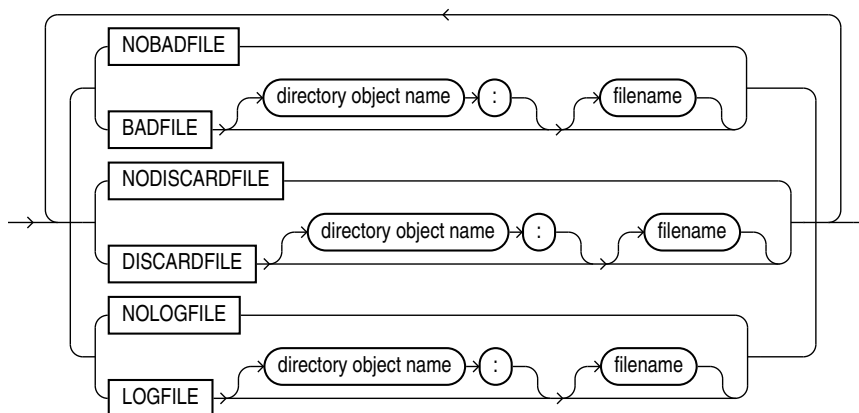 NOBADFILE
BADFILE directory object name : filename
NODISCARDFILE
DISCARDFILE directory object name : filename
NOLOGFILE
LOGFILE directory object name : filename